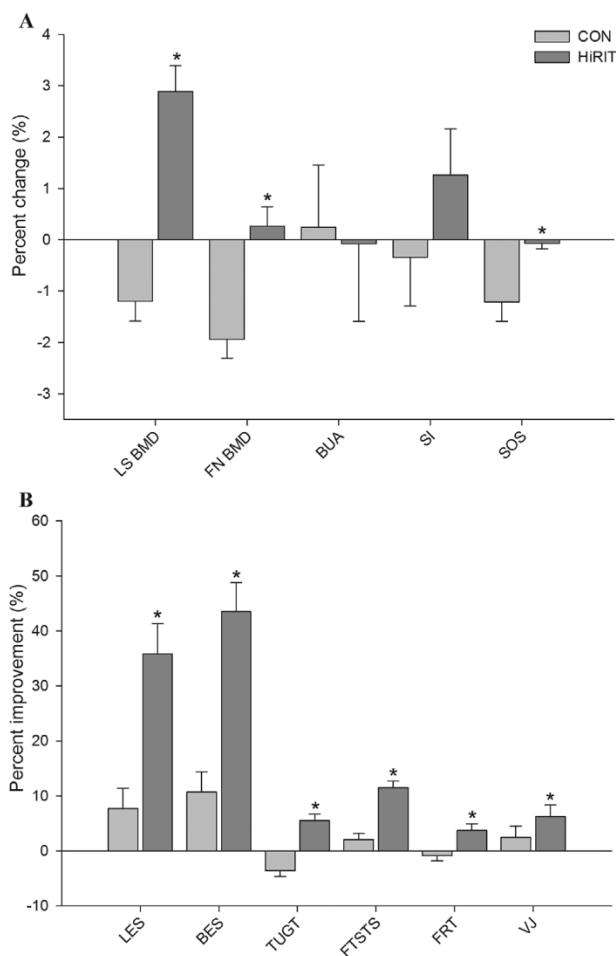 A
CON
HiRIT
Percent change (%)
4
3
2
1
0
-1
-2
-3
*
*
*
LS BMD
FN BMD
BUA
SI
SOS
B
Percent improvement (%)
60
50
40
30
20
10
0
-10
*
*
*
*
*
*
LES
BES
TUGT
FTSTS
FRT
VJ